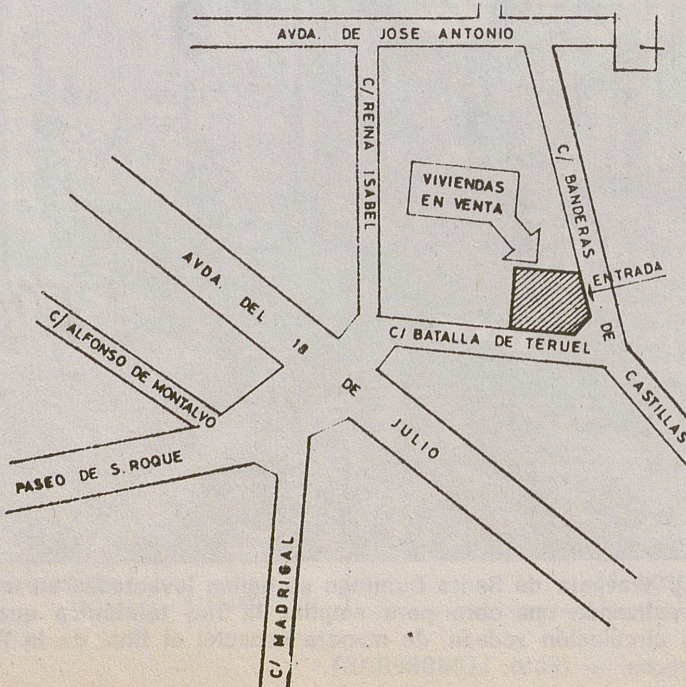 AVDA. DE JOSE ANTONIO
C/ REINA ISABEL
C/ BANDERAS DE CASTILLAS
VIVIENDAS
EN VENTA
ENTRADA
AVDA. DEL 18 DE JULIO
C/ BATALLA DE TERUEL
C/ ALFONSO DE MONTALVO
PASEO DE S. ROQUE
C/ MADRIGAL